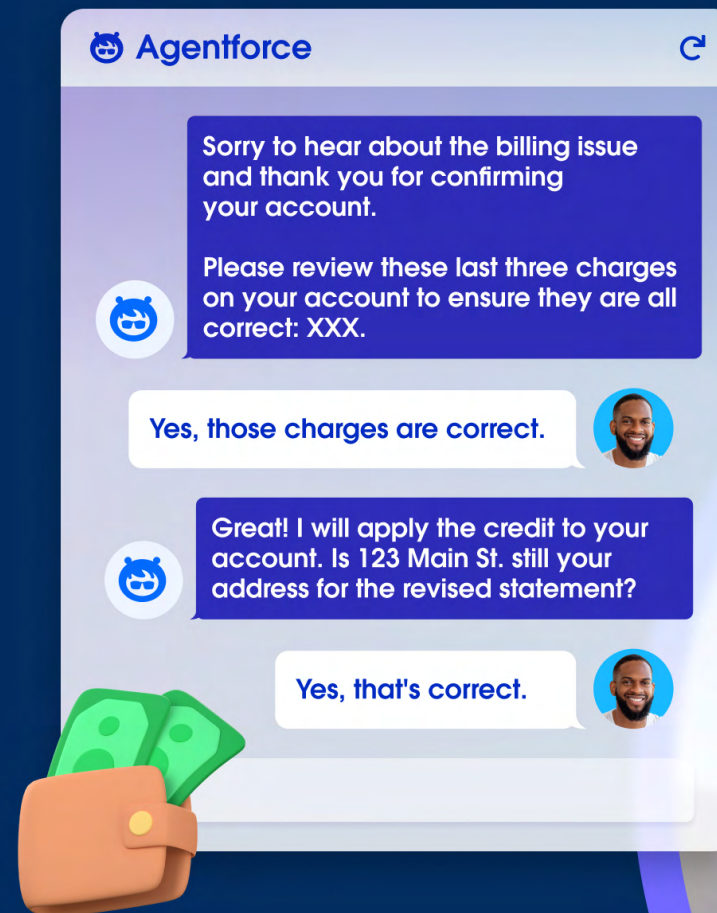 Agentforce
Sorry to hear about the billing issue
and thank you for confirming
your account.
Please review these last three charges
on your account to ensure they are all
correct: XXX.
Yes, those charges are correct.
Great! I will apply the credit to your
account. Is 123 Main St. still your
address for the revised statement?
Yes, that's correct.